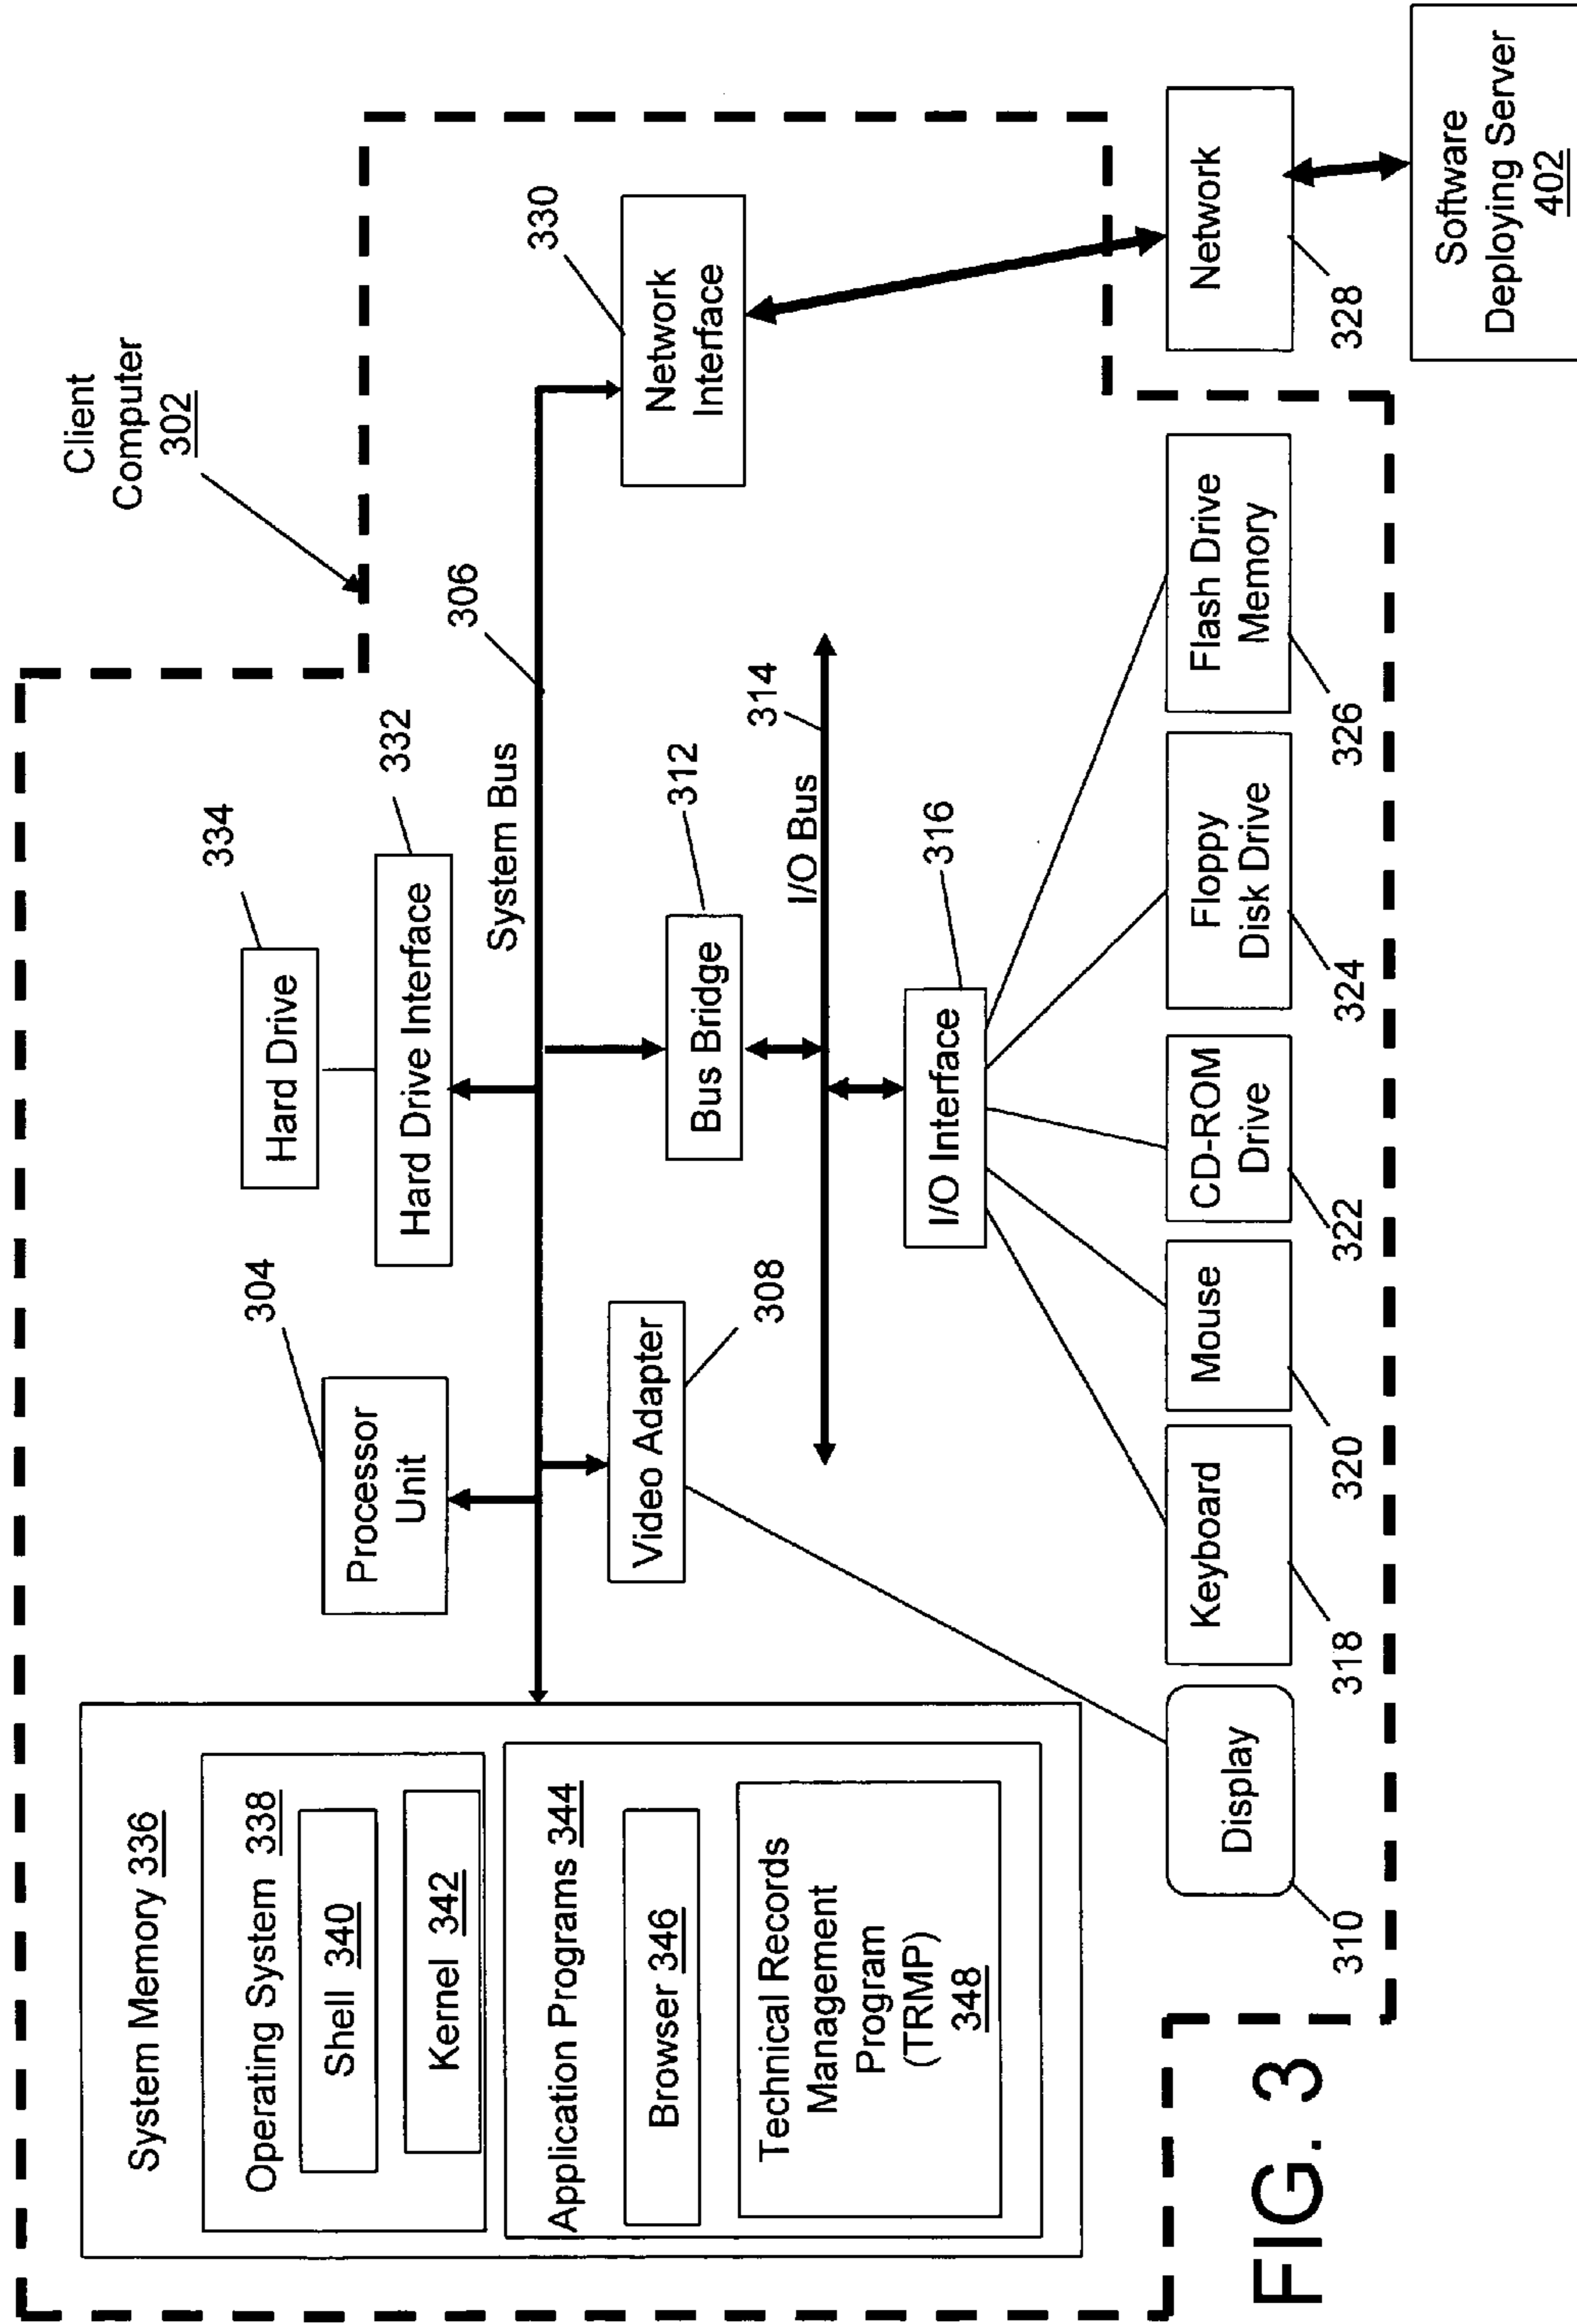 Client
Computer
302
System Memory 336
Operating System 338
Shell 340
Kernel 342
Application Programs 344
Browser 346
Technical Records
Management
Program
(TRMP)
348
304
Processor
Unit
334
Hard Drive
332
Hard Drive Interface
System Bus
306
330
Network
Interface
Video Adapter
308
312
Bus Bridge
314
I/O Bus
316
I/O Interface
Display
310
Keyboard
318
Mouse
320
CD-ROM
Drive
322
Floppy
Disk Drive
324
Flash Drive
Memory
326
Network
328
Software
Deploying Server
402
FIG. 3